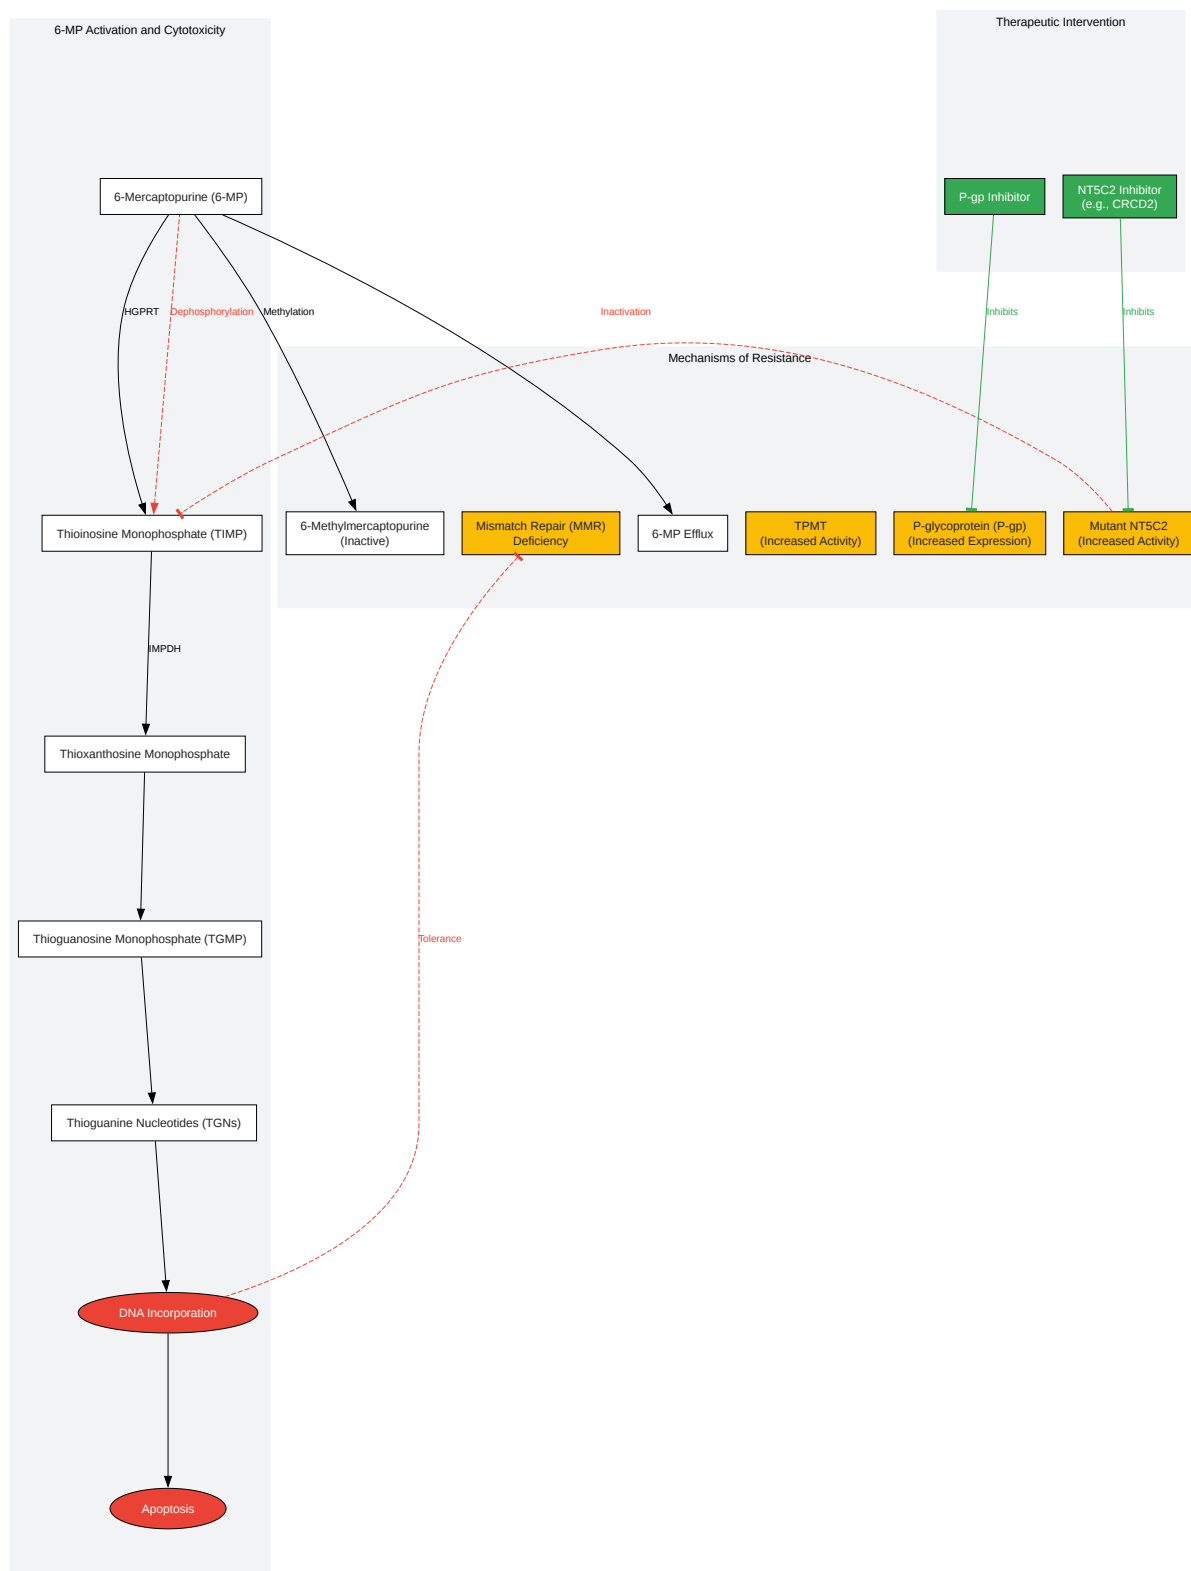 6-MP Activation and Cytotoxicity
Therapeutic Intervention
6-Mercaptopurine (6-MP)
P-gp Inhibitor
NT5C2 Inhibitor
(e.g., CRCD2)
HGPRT
Dephosphorylation
Methylation
Inactivation
Inhibits
Inhibits
Mechanisms of Resistance
Thioinosine Monophosphate (TIMP)
6-Methylmercaptopurine
(Inactive)
Mismatch Repair (MMR)
Deficiency
6-MP Efflux
TPMT
(Increased Activity)
P-glycoprotein (P-gp)
(Increased Expression)
Mutant NT5C2
(Increased Activity)
IMPDH
Thioxanthosine Monophosphate
Thioguanosine Monophosphate (TGMP)
Tolerance
Thioguanine Nucleotides (TGNs)
DNA Incorporation
Apoptosis